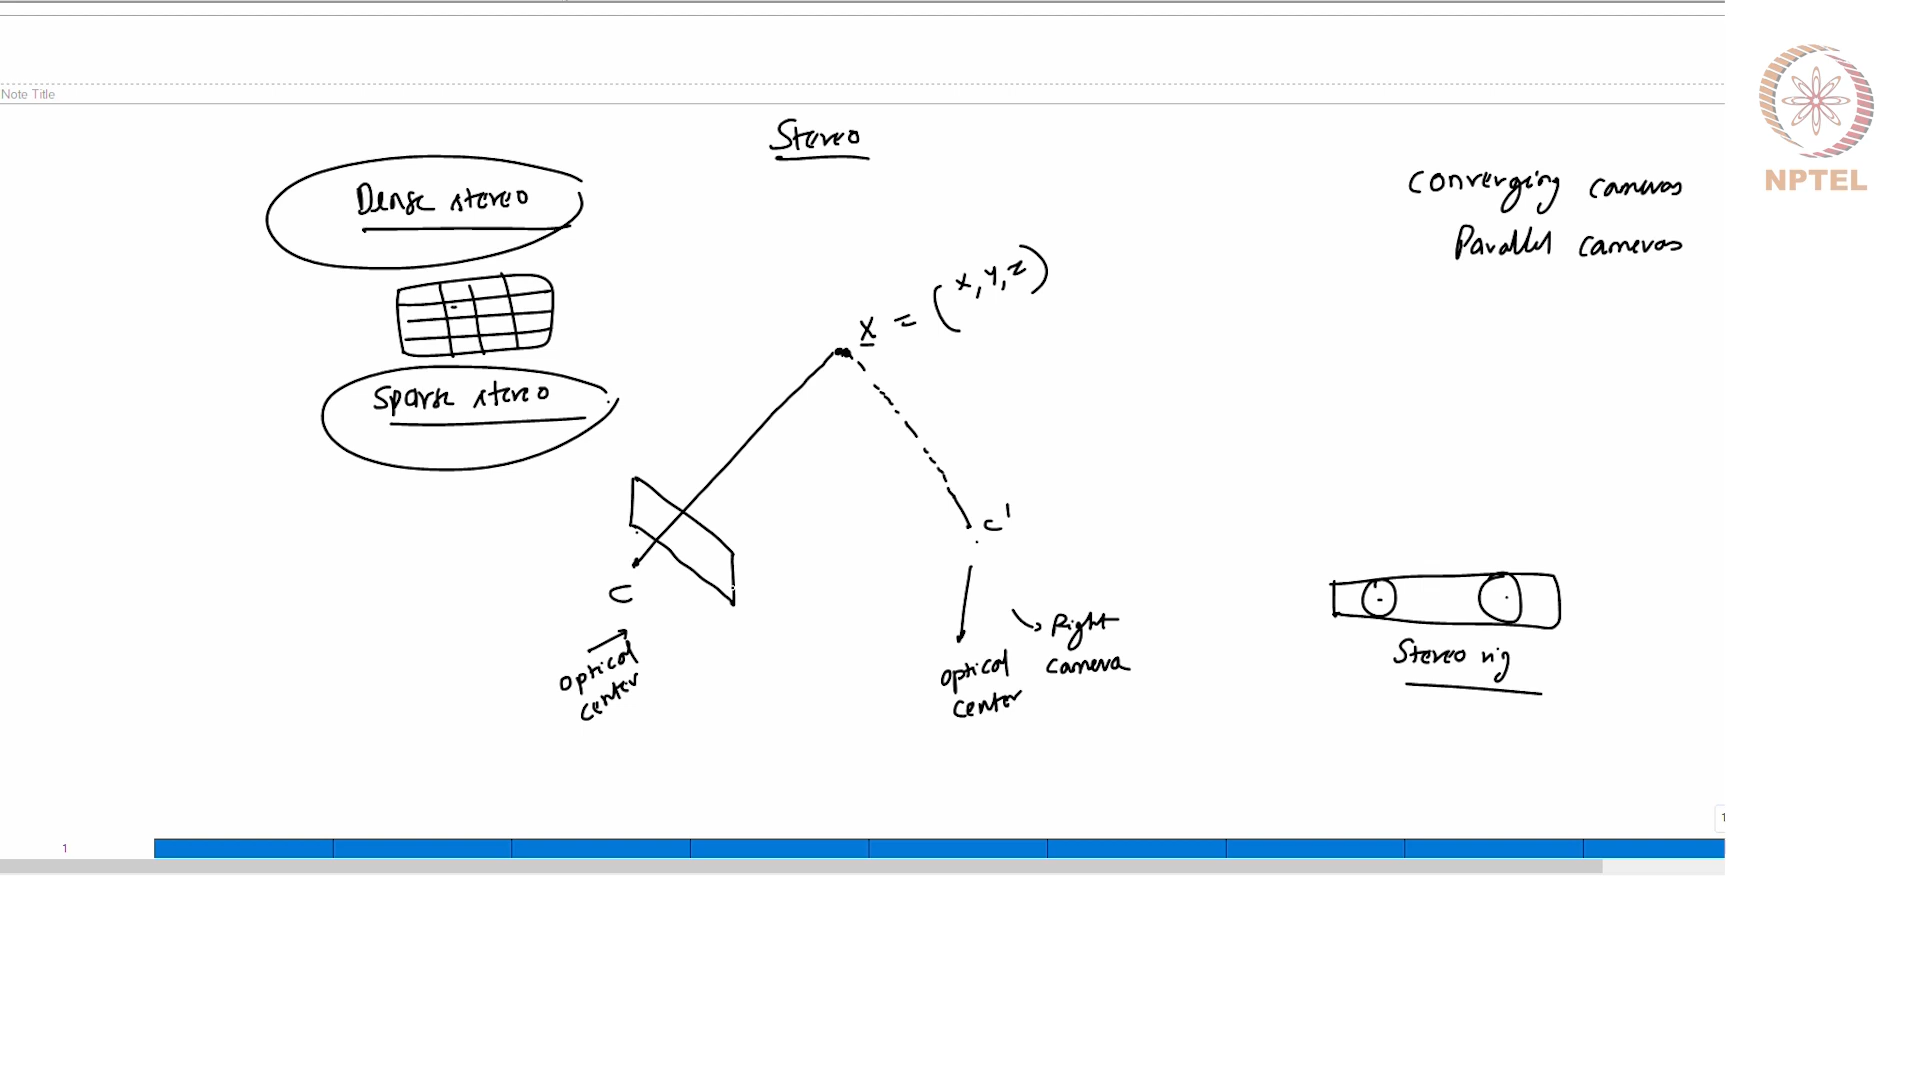 Note Title
Stereo
Dense stereo
Sparse stereo
X = (X, Y, Z)
C
Optical
center
C'
Optical
center
Right
camera
Converging cameras
Parallel cameras
Stereo rig
NPTEL
1
1